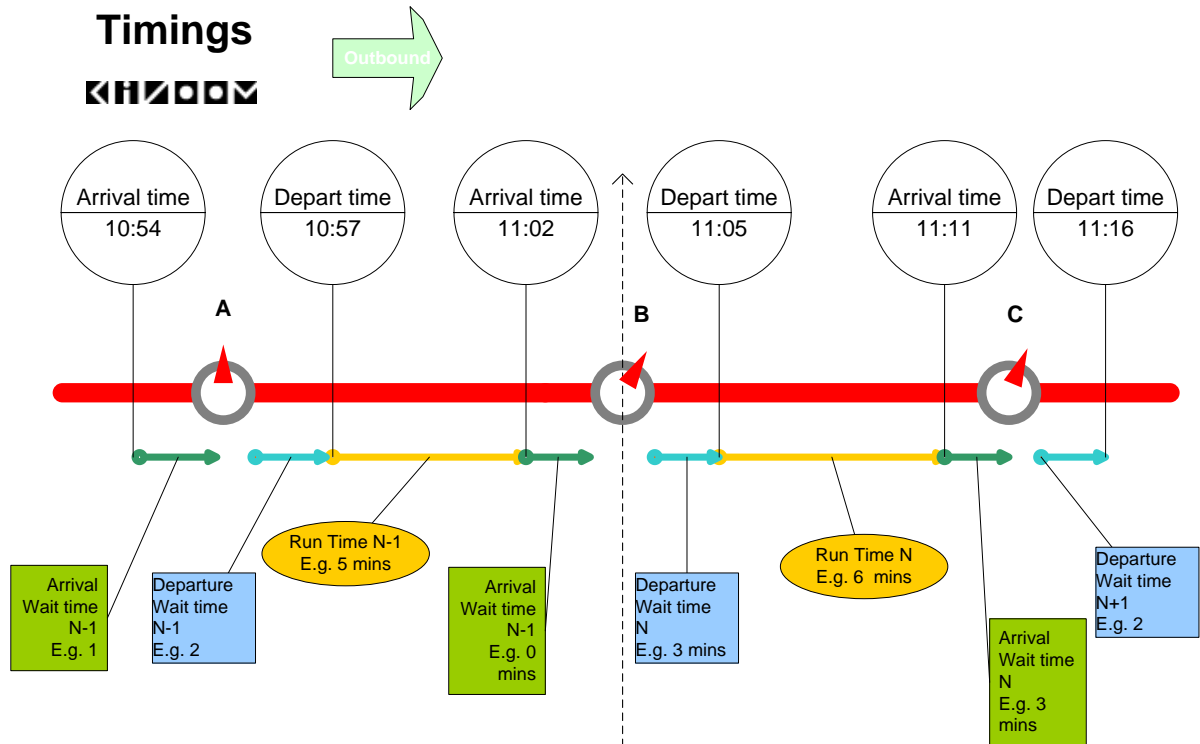 Timings
Outbound
KiZOOM
Arrival time
10:54
Depart time
10:57
Arrival time
11:02
Depart time
11:05
Arrival time
11:11
Depart time
11:16
A
B
C
Run Time N-1
E.g. 5 mins
Run Time N
E.g. 6  mins
Arrival
Wait time
N-1
E.g. 1
Departure
Wait time
N-1
E.g. 2
Arrival
Wait time
N-1
E.g. 0
mins
Departure
Wait time
N
E.g. 3 mins
Arrival
Wait time
N
E.g. 3
mins
Departure
Wait time
N+1
E.g. 2